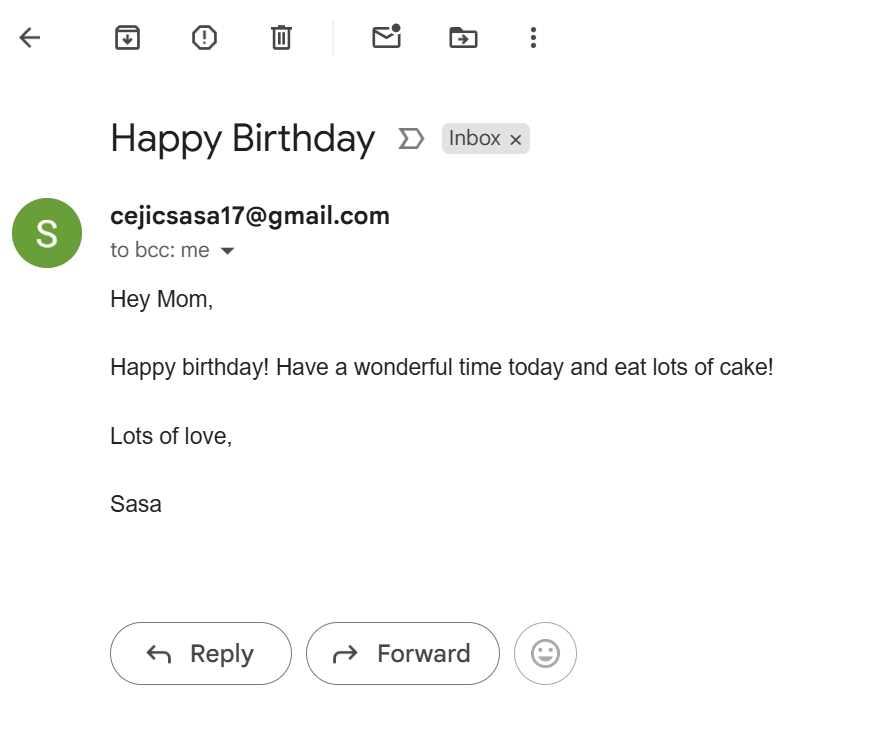 Happy Birthday Inbox ×
S cejicsasa17@gmail.com
to bcc: me
Hey Mom,
Happy birthday! Have a wonderful time today and eat lots of cake!
Lots of love,
Sasa
Reply Forward